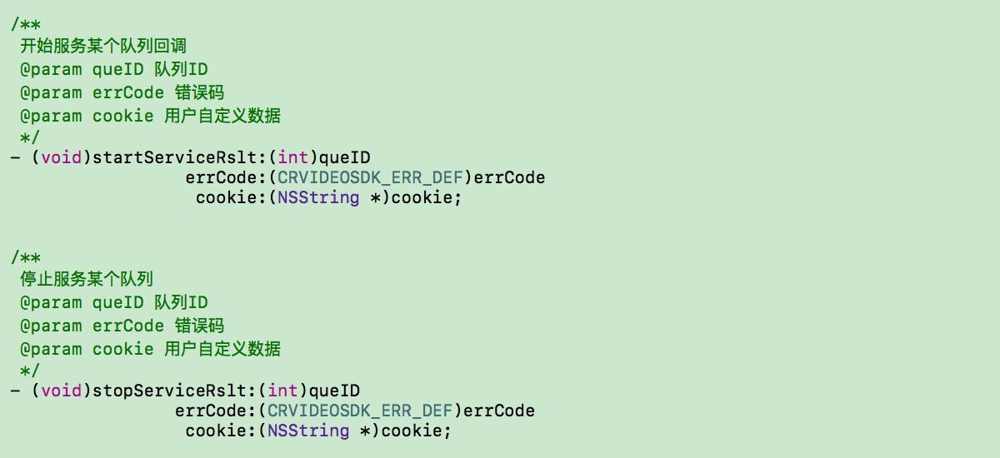 /**
 开始服务某个队列回调
 @param queID 队列ID
 @param errCode 错误码
 @param cookie 用户自定义数据
 */
- (void)startServiceRslt:(int)queID
                 errCode:(CRVIDEOSDK_ERR_DEF)errCode
                  cookie:(NSString *)cookie;
/**
 停止服务某个队列
 @param queID 队列ID
 @param errCode 错误码
 @param cookie 用户自定义数据
 */
- (void)stopServiceRslt:(int)queID
                errCode:(CRVIDEOSDK_ERR_DEF)errCode
                 cookie:(NSString *)cookie;